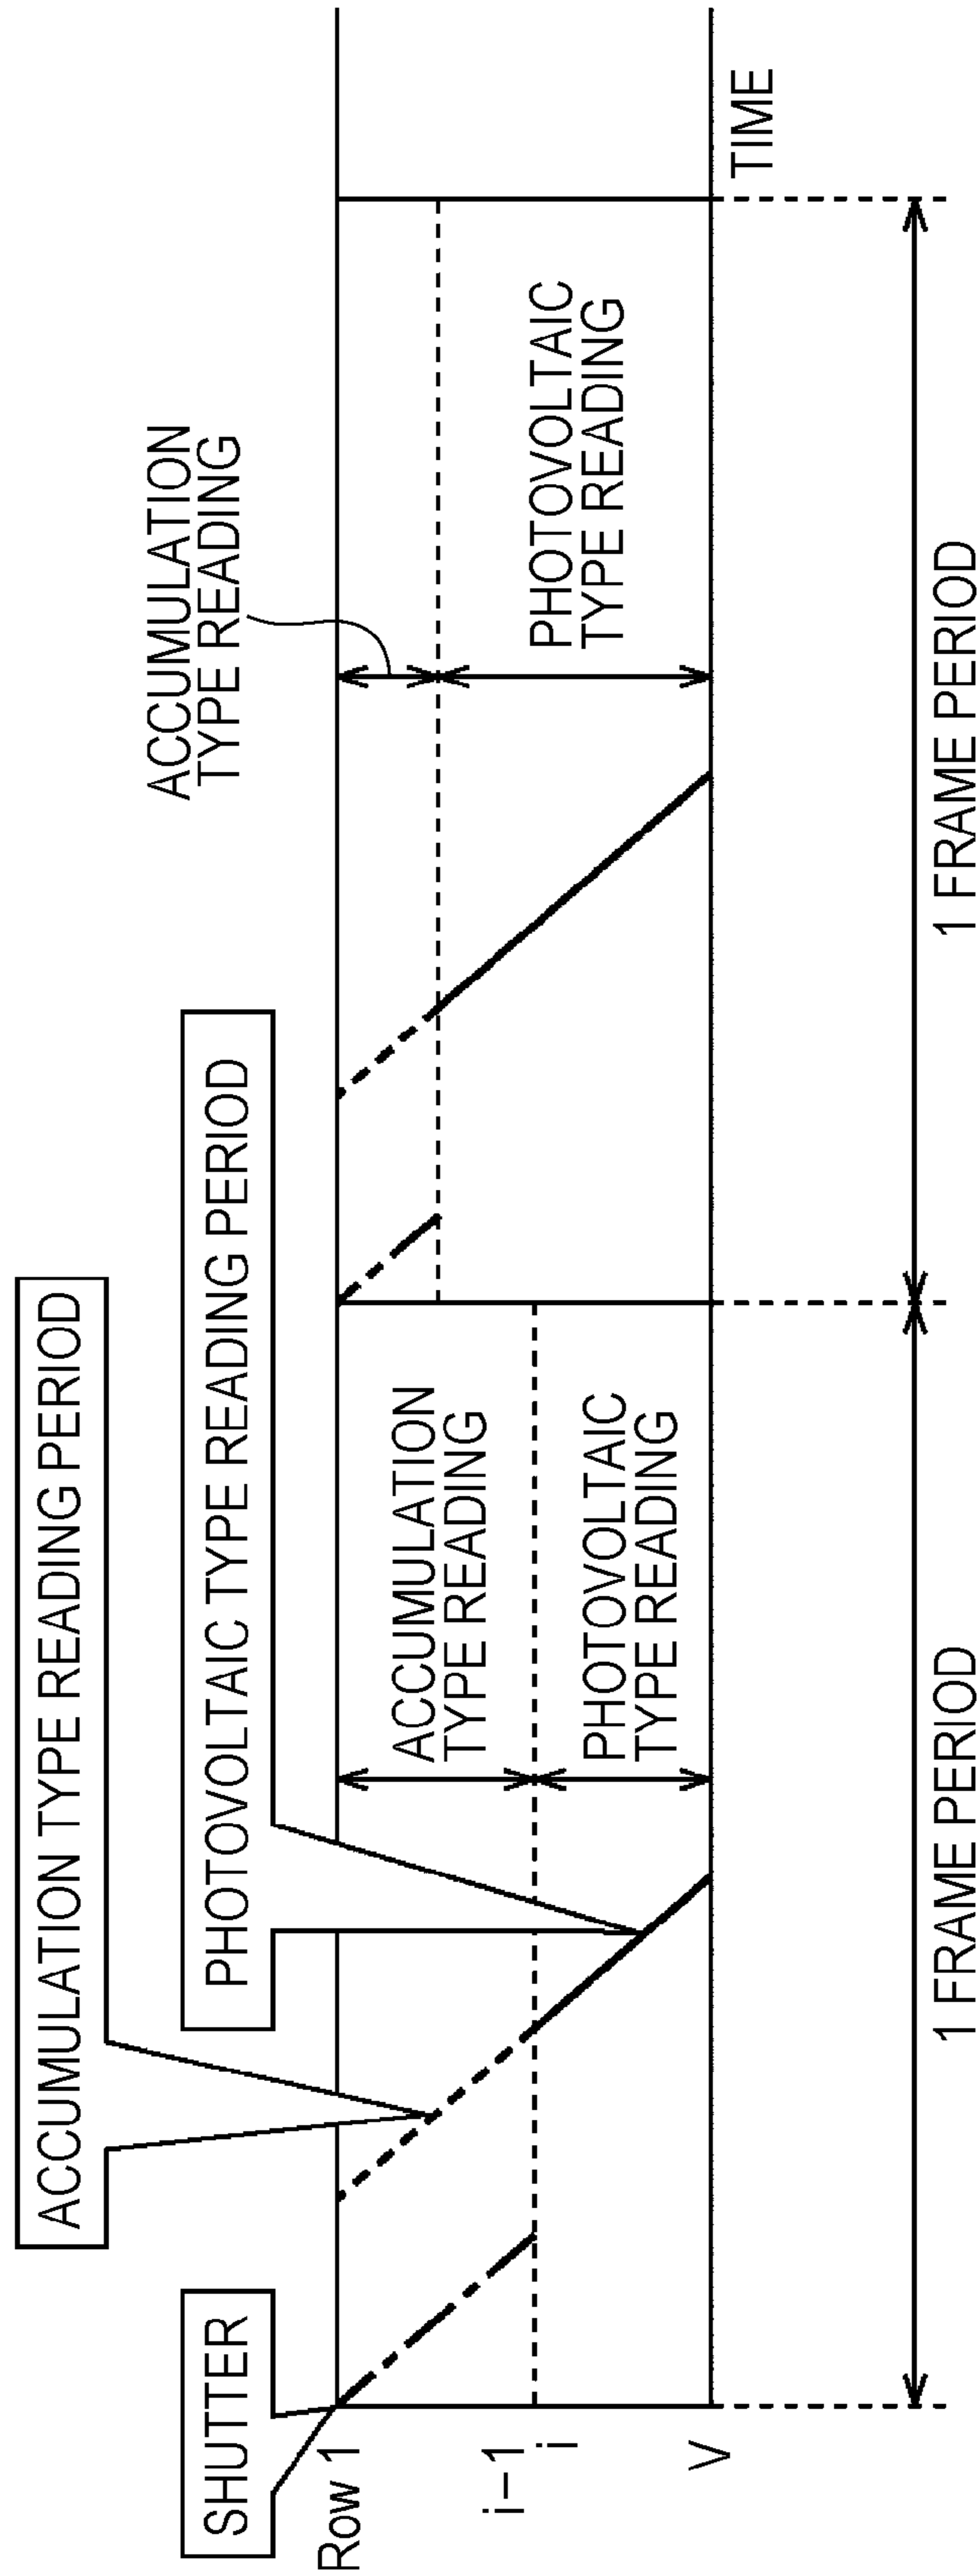 ACCUMULATION TYPE READING PERIOD
SHUTTER
PHOTOVOLTAIC TYPE READING PERIOD
ACCUMULATION
TYPE READING
Row 1
i-1
i
V
ACCUMULATION
TYPE READING
PHOTOVOLTAIC
TYPE READING
PHOTOVOLTAIC
TYPE READING
TIME
1 FRAME PERIOD
1 FRAME PERIOD